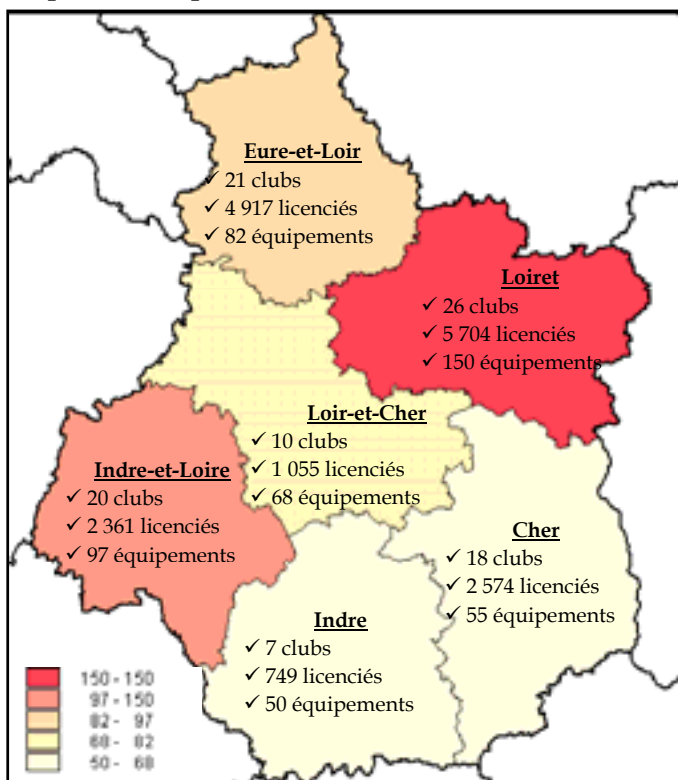 Eure-et-Loir
✓ 21 clubs
✓ 4 917 licenciés
✓ 82 équipements
Loiret
✓ 26 clubs
✓ 5 704 licenciés
✓ 150 équipements
Loir-et-Cher
✓ 10 clubs
✓ 1 055 licenciés
✓ 68 équipements
Indre-et-Loire
✓ 20 clubs
✓ 2 361 licenciés
✓ 97 équipements
Cher
✓ 18 clubs
✓ 2 574 licenciés
✓ 55 équipements
Indre
✓ 7 clubs
✓ 749 licenciés
✓ 50 équipements
150 - 150
97 - 150
82 - 97
68 - 82
50 - 68